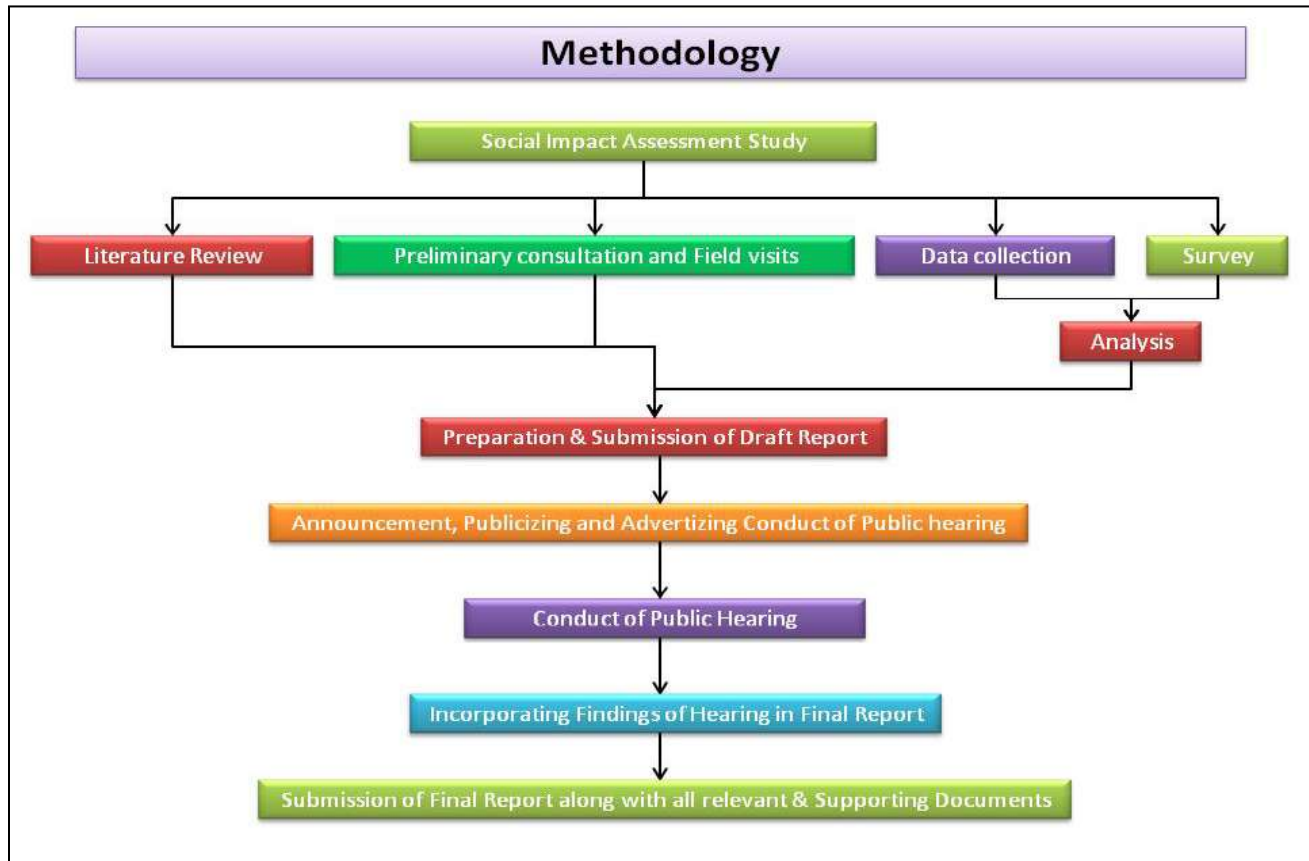 Methodology
Social Impact Assessment Study
Literature Review
Preliminary consultation and Field visits
Data collection
Survey
Analysis
Preparation & Submission of Draft Report
Announcement, Publicizing and Advertizing Conduct of Public hearing
Conduct of Public Hearing
Incorporating Findings of Hearing in Final Report
Submission of Final Report along with all relevant & Supporting Documents